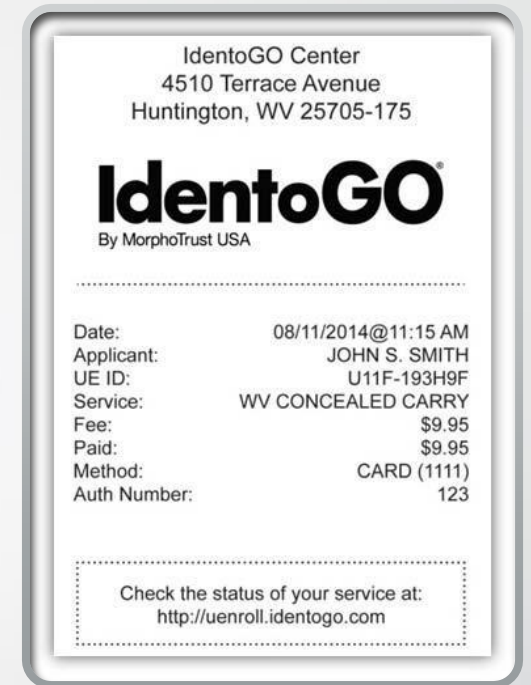 IdentoGO Center
4510 Terrace Avenue
Huntington, WV 25705-175
IdentoGO®
By MorphoTrust USA
Date: 08/11/2014@11:15 AM
Applicant: JOHN S. SMITH
UE ID: U11F-193H9F
Service: WV CONCEALED CARRY
Fee: $9.95
Paid: $9.95
Method: CARD (1111)
Auth Number: 123
Check the status of your service at:
http://uenroll.identogo.com